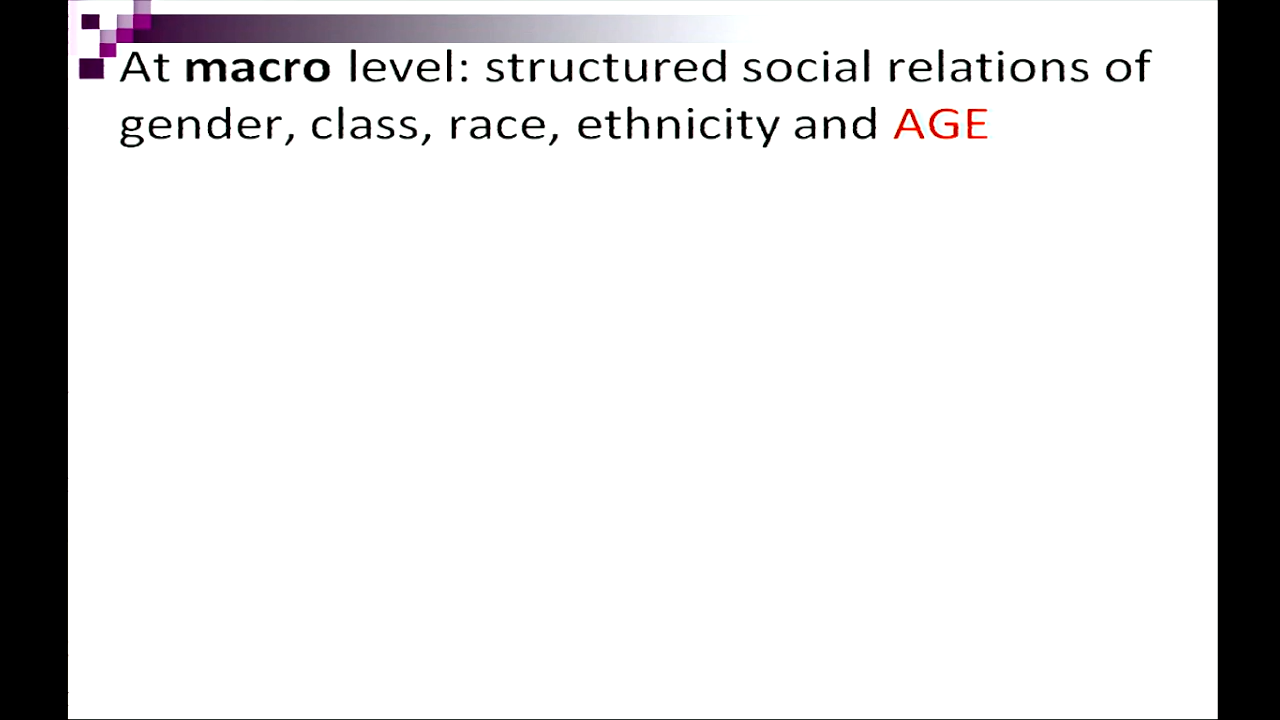 At macro level: structured social relations of
gender, class, race, ethnicity and AGE